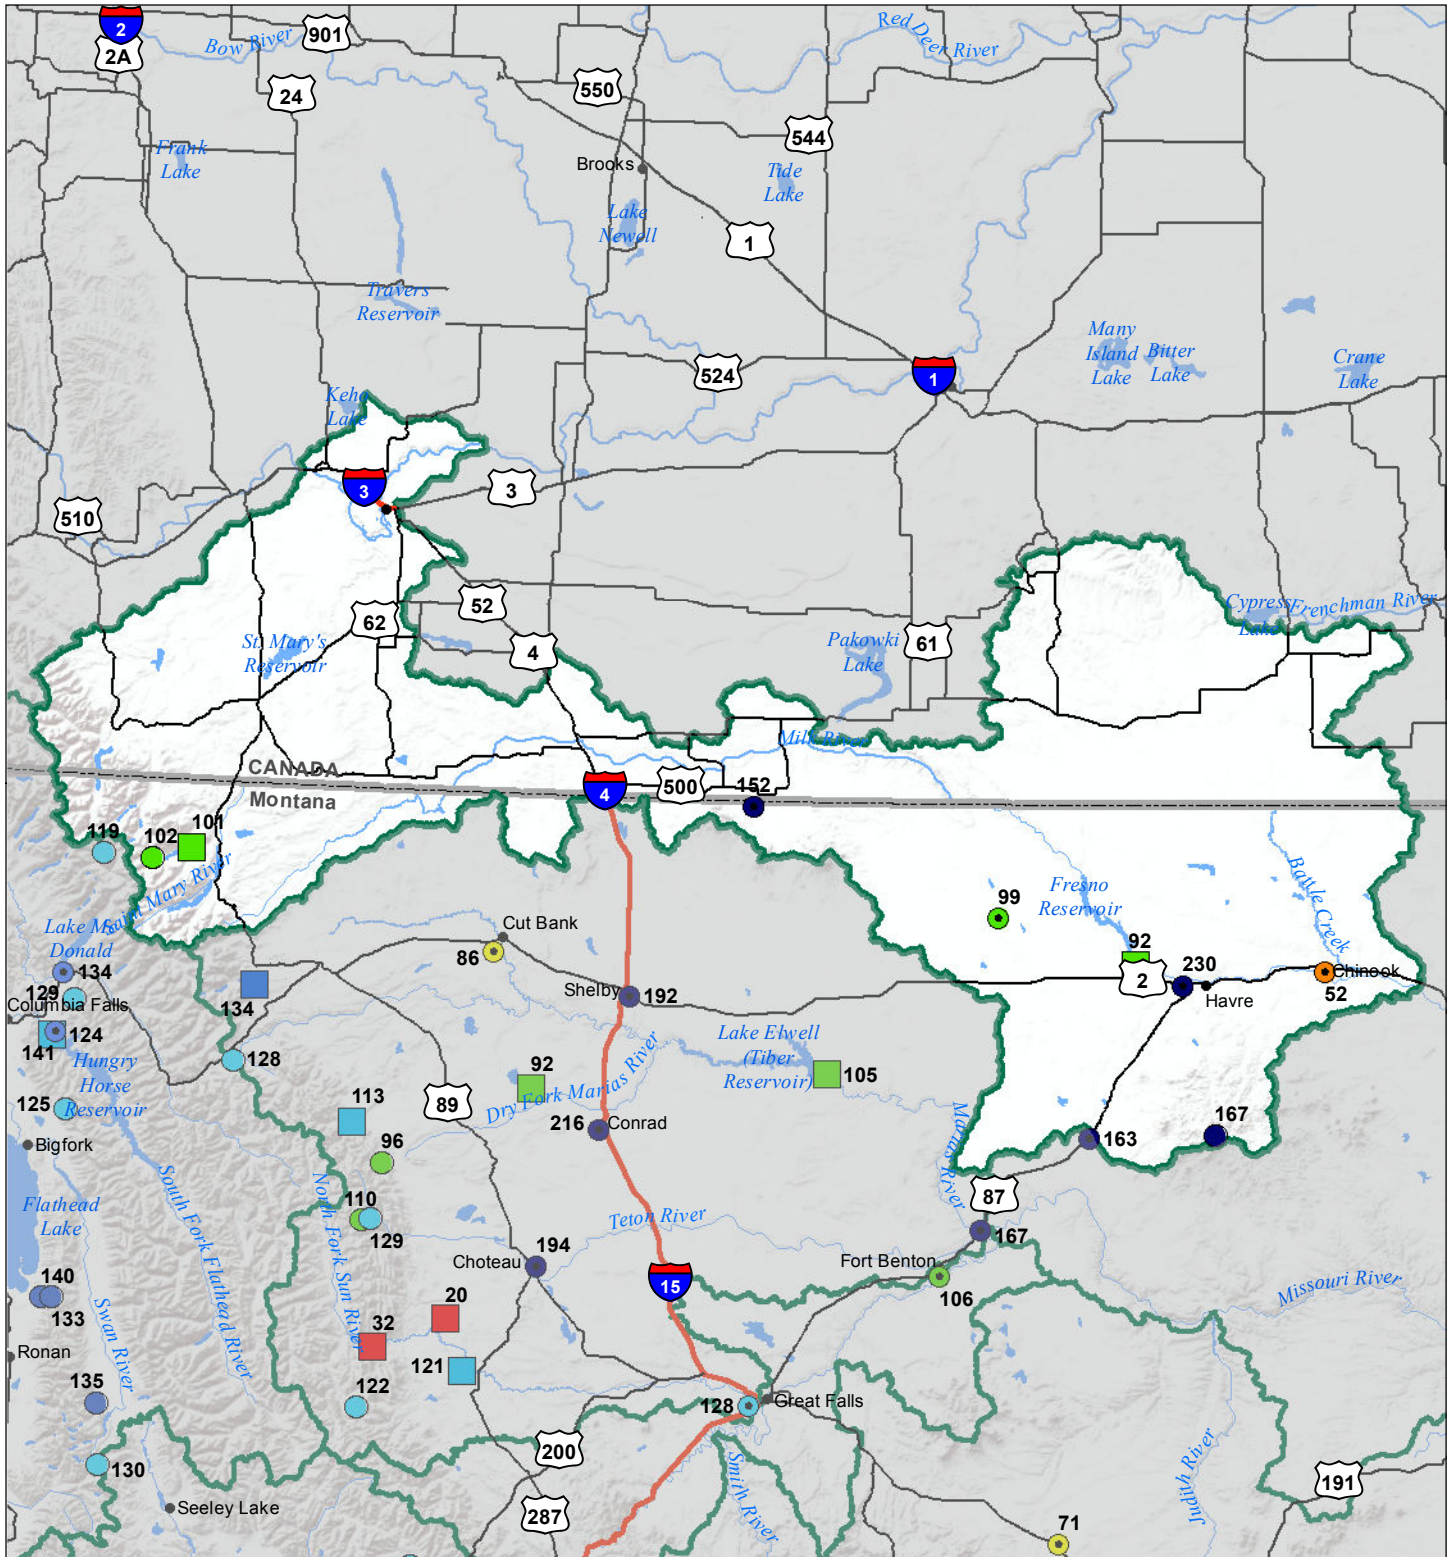 2
2A
Bow River
901
Red Deer River
24
550
544
Frank
Lake
Brooks
Tide
Lake
Lake
Newell
1
Travers
Reservoir
Many
Island
Lake
Bitter
Lake
Crane
Lake
524
1
Keho
Lake
3
3
510
52
62
4
St. Mary's
Reservoir
Pakowki
Lake
61
Cypress
Lake
Frenchman River
Milk River
CANADA
Montana
4
500
152
119
102
101
Saint Mary River
Lake Mc
Donald
134
129
Columbia Falls
134
124
141
Hungry
Horse
Reservoir
128
125
Bigfork
Cut Bank
86
Shelby
192
99
Fresno
Reservoir
92
2
230
Havre
Battle Creek
Chinook
52
Lake Elwell
(Tiber
Reservoir)
105
92
Dry Fork Marias River
89
113
96
216
Conrad
Marias River
163
167
87
167
110
129
North Fork Sun River
South Fork Flathead River
Flathead
Lake
Teton River
Choteau
194
15
Fort Benton
106
Missouri River
140
133
Swan River
Ronan
20
32
121
122
135
128
Great Falls
130
Seeley Lake
200
287
Smith River
Judith River
191
71